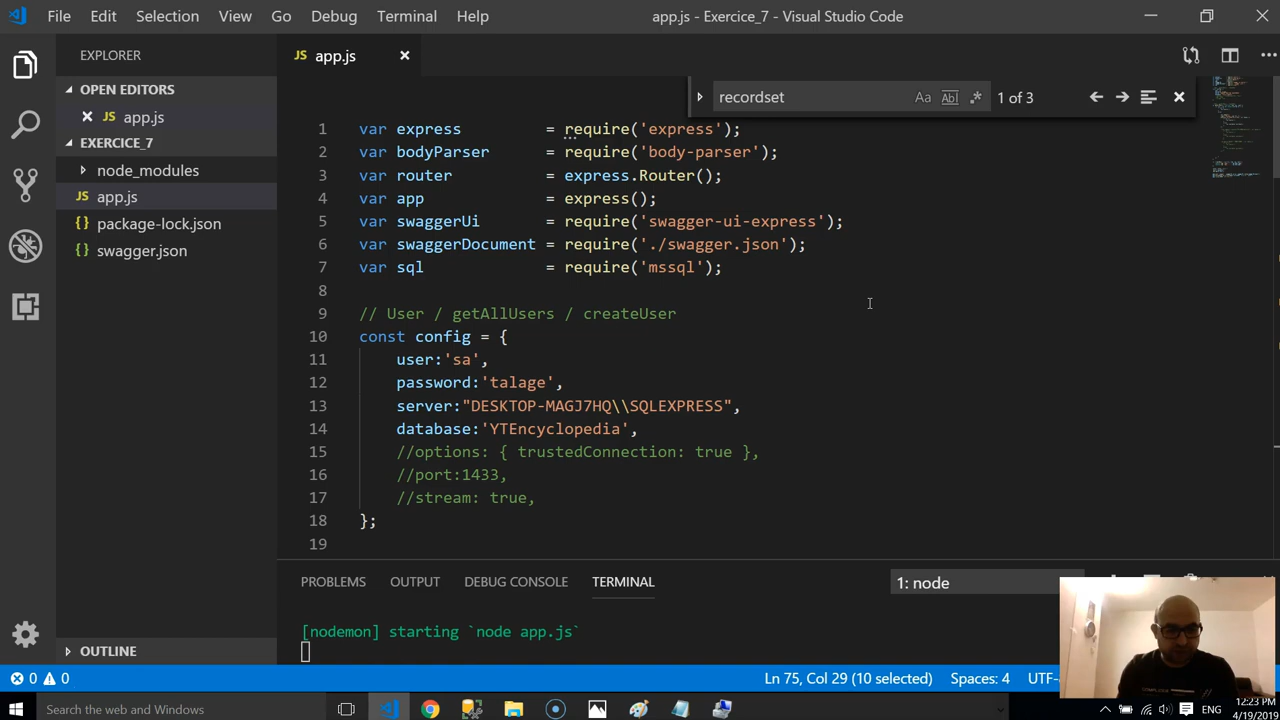 File Edit Selection View Go Debug Terminal Help app.js - Exercice_7 - Visual Studio Code
EXPLORER
JS app.js
OPEN EDITORS
JS app.js
EXERCICE_7
node_modules
JS app.js
{} package-lock.json
{} swagger.json
OUTLINE
recordset Aa Abl .* 1 of 3
1 var express = require('express');
2 var bodyParser = require('body-parser');
3 var router = express.Router();
4 var app = express();
5 var swaggerUi = require('swagger-ui-express');
6 var swaggerDocument = require('./swagger.json');
7 var sql = require('mssql');
8
9 // User / getAllUsers / createUser
10 const config = {
11 user:'sa',
12 password:'talage',
13 server:"DESKTOP-MAGJ7HQ\\SQLEXPRESS",
14 database:'YTEncyclopedia',
15 //options: { trustedConnection: true },
16 //port:1433,
17 //stream: true,
18 };
19
PROBLEMS OUTPUT DEBUG CONSOLE TERMINAL 1: node
[nodemon] starting `node app.js`
0 0 Ln 75, Col 29 (10 selected) Spaces: 4 UTF-
Search Windows ENG 12:23 PM
4/19/2019